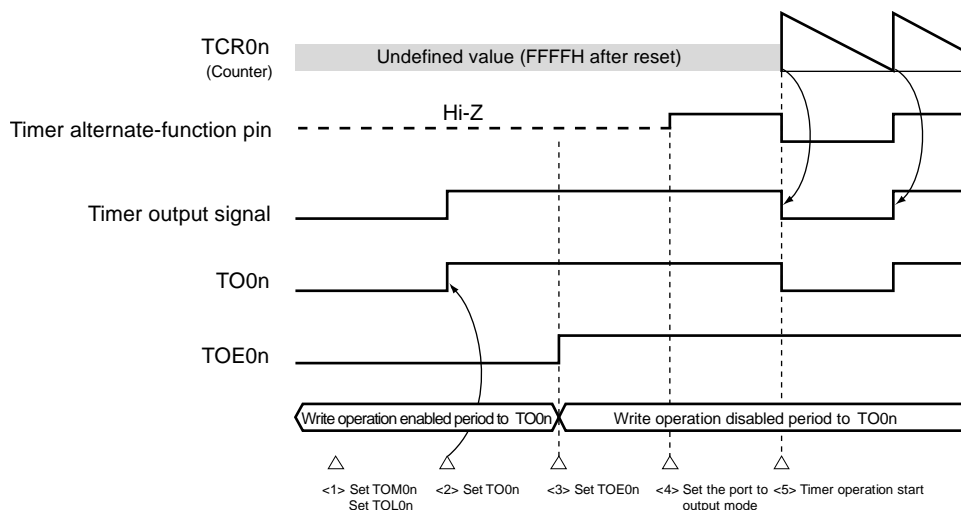 TCR0n
(Counter)
Undefined value (FFFFH after reset)
Hi-Z
Timer alternate-function pin
Timer output signal
TO0n
TOE0n
Write operation enabled period to TO0n
Write operation disabled period to TO0n
<1> Set TOM0n
Set TOL0n
<2> Set TO0n
<3> Set TOE0n
<4> Set the port to
output mode
<5> Timer operation start